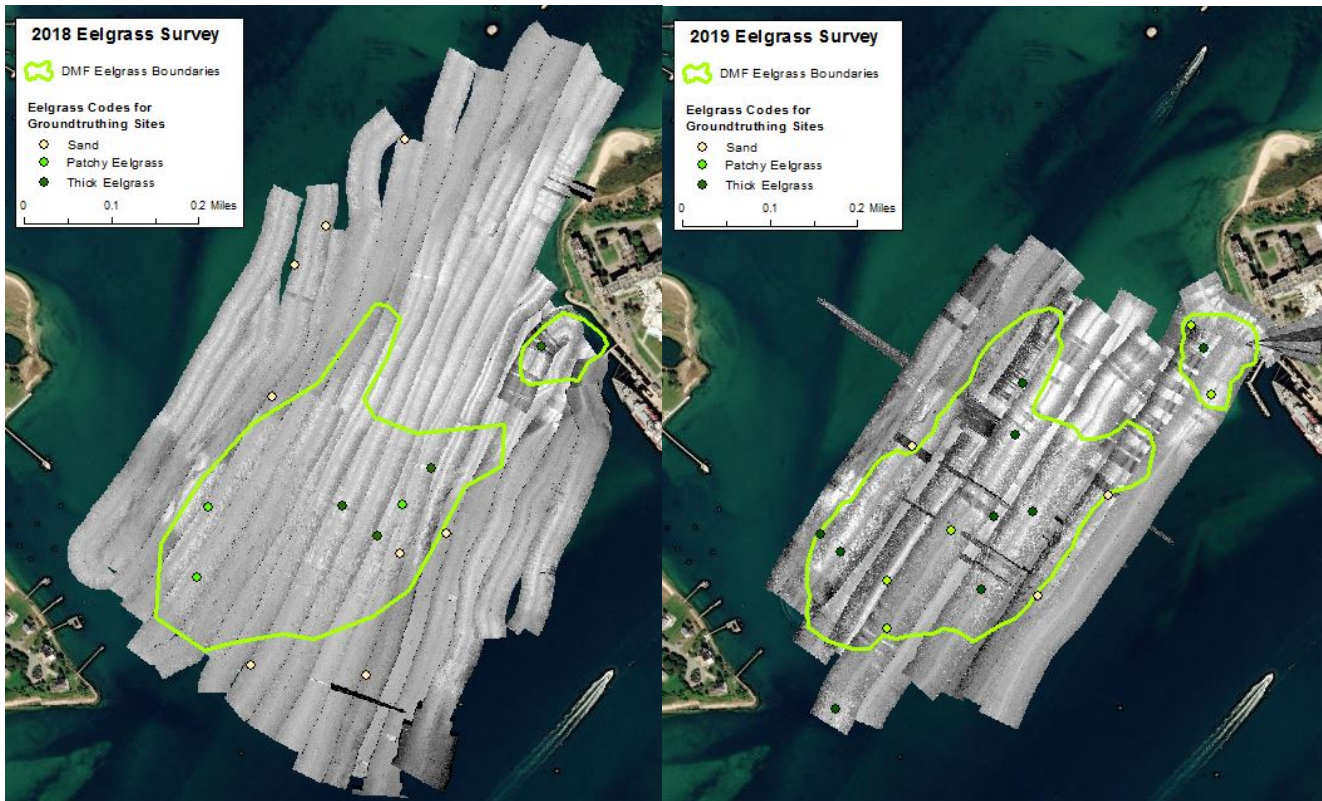 2018 Eelgrass Survey
DMF Eelgrass Boundaries
Eelgrass Codes for
Groundtruthing Sites
Sand
Patchy Eelgrass
Thick Eelgrass
0 0.1 0.2 Miles
2019 Eelgrass Survey
DMF Eelgrass Boundaries
Eelgrass Codes for
Groundtruthing Sites
Sand
Patchy Eelgrass
Thick Eelgrass
0 0.1 0.2 Miles